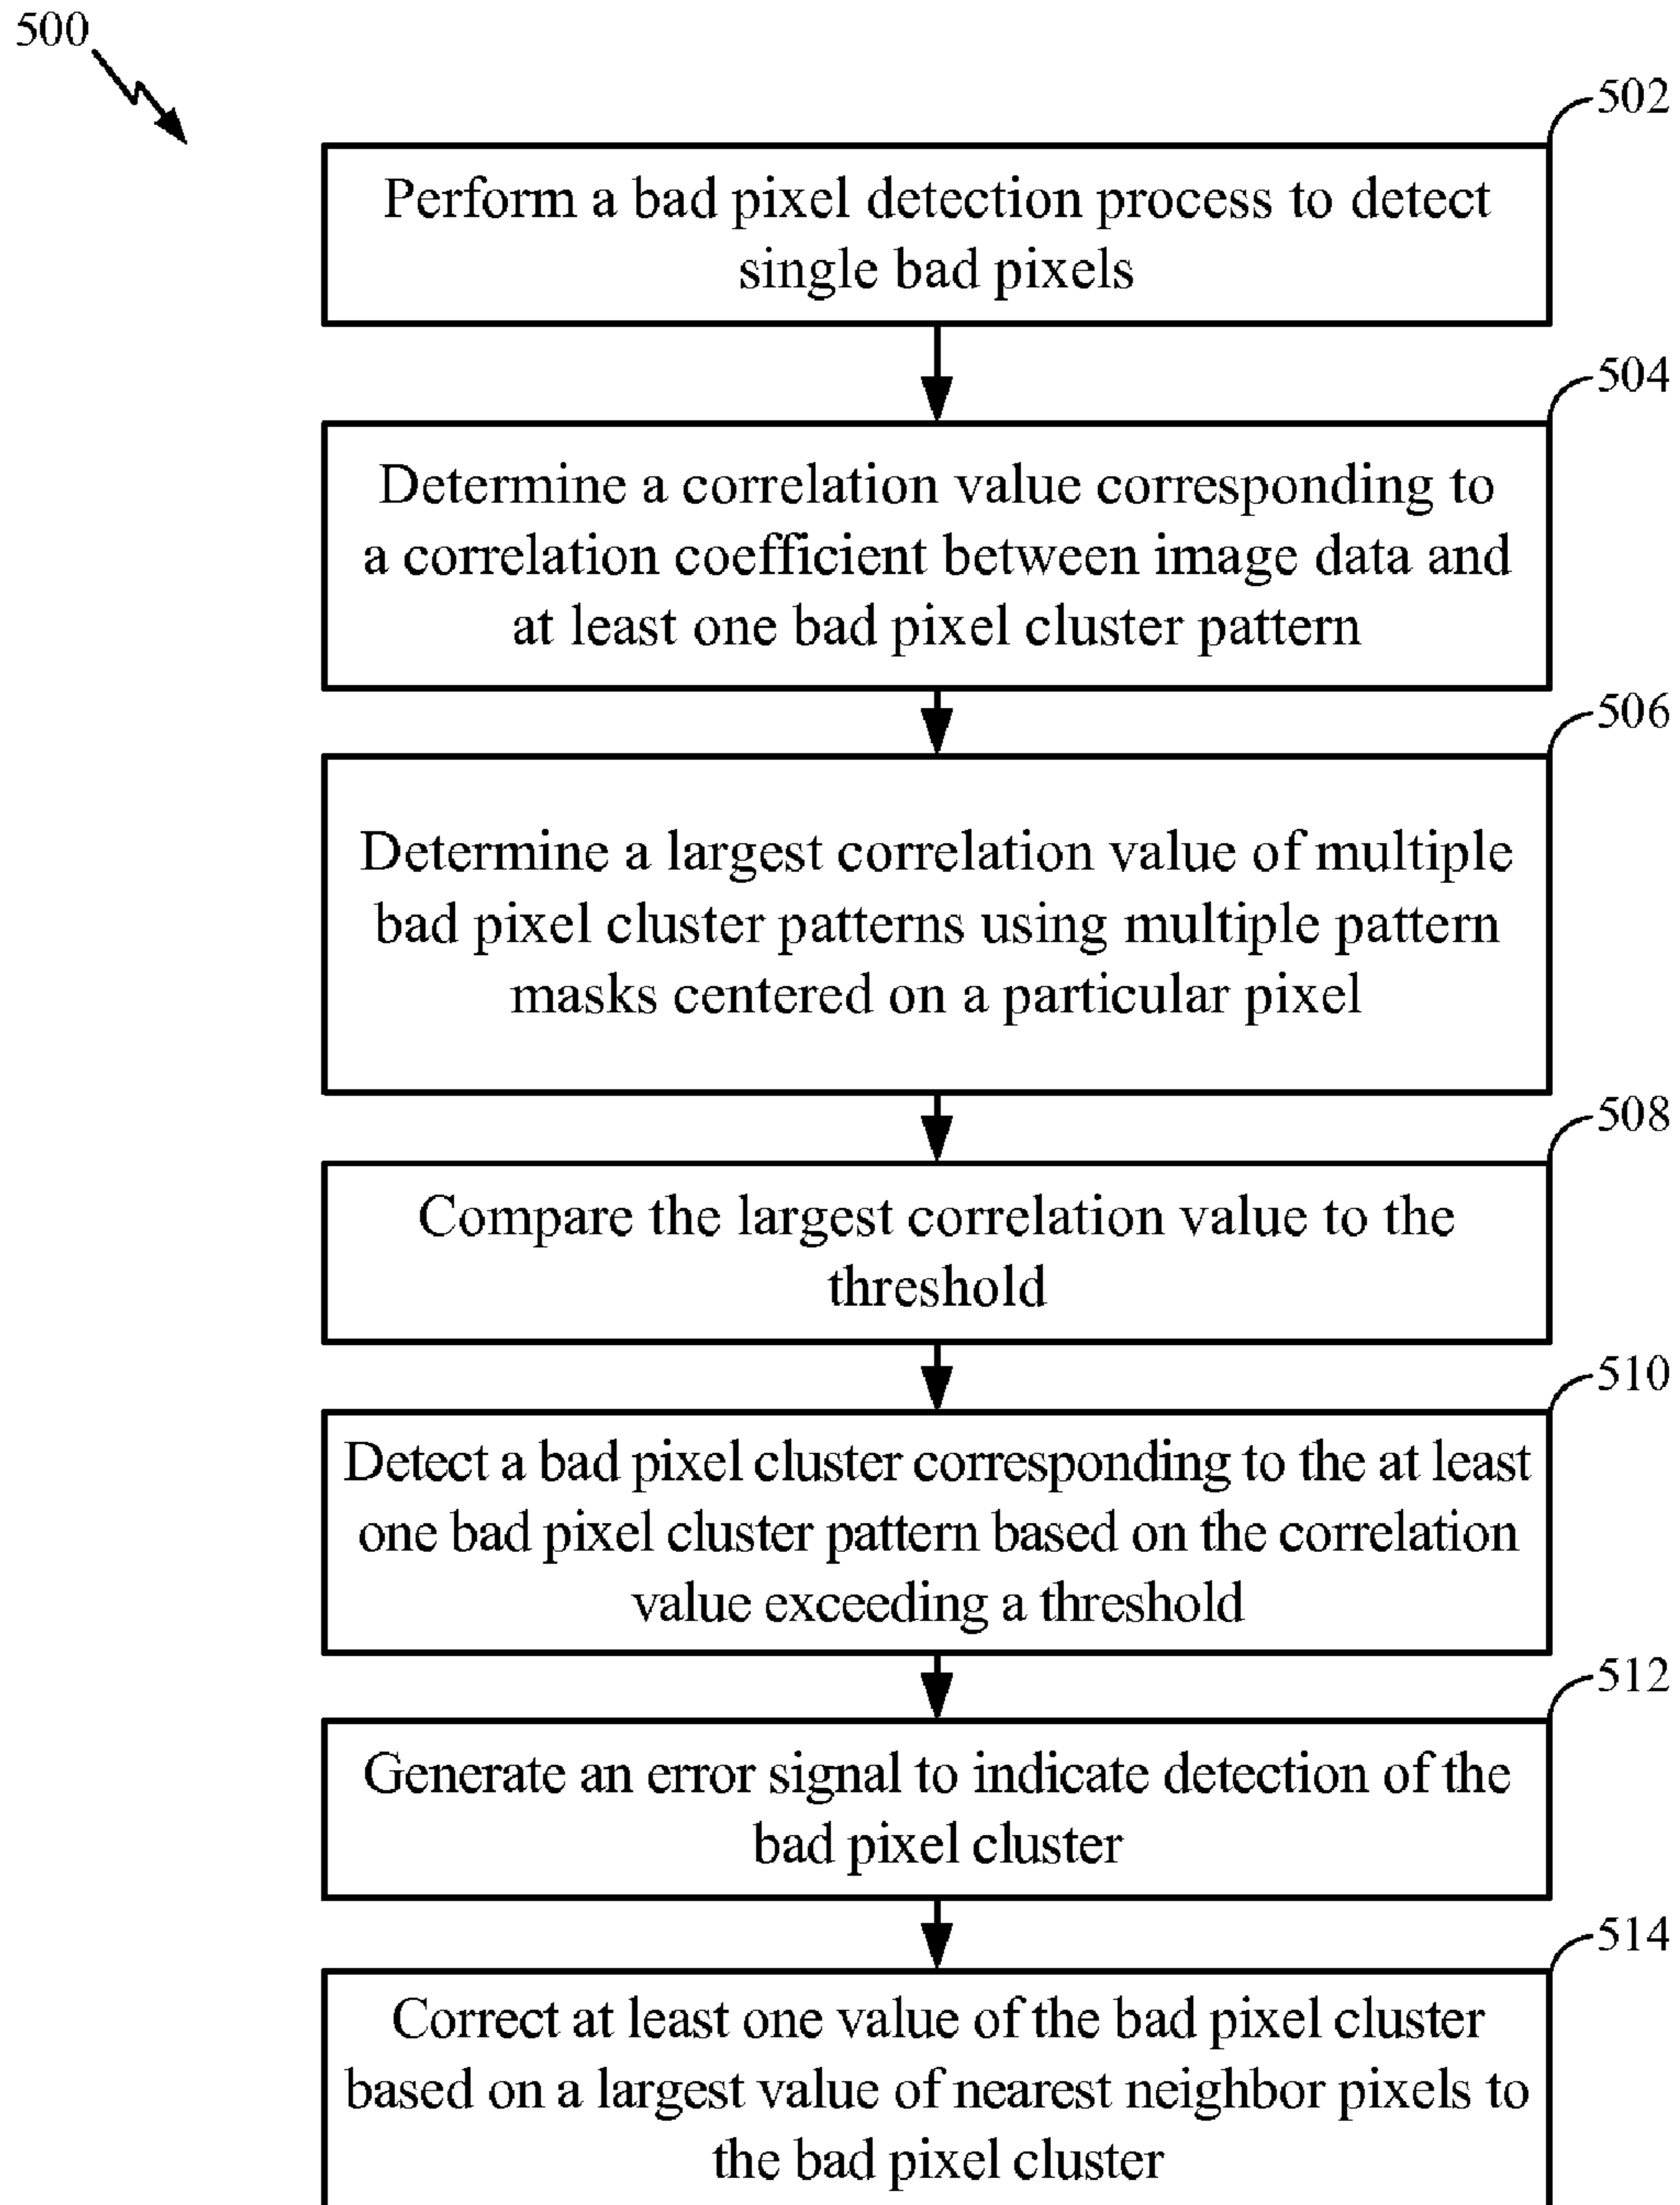 500
502
Perform a bad pixel detection process to detect
single bad pixels
504
Determine a correlation value corresponding to
a correlation coefficient between image data and
at least one bad pixel cluster pattern
506
Determine a largest correlation value of multiple
bad pixel cluster patterns using multiple pattern
masks centered on a particular pixel
508
Compare the largest correlation value to the
threshold
510
Detect a bad pixel cluster corresponding to the at least
one bad pixel cluster pattern based on the correlation
value exceeding a threshold
512
Generate an error signal to indicate detection of the
bad pixel cluster
514
Correct at least one value of the bad pixel cluster
based on a largest value of nearest neighbor pixels to
the bad pixel cluster